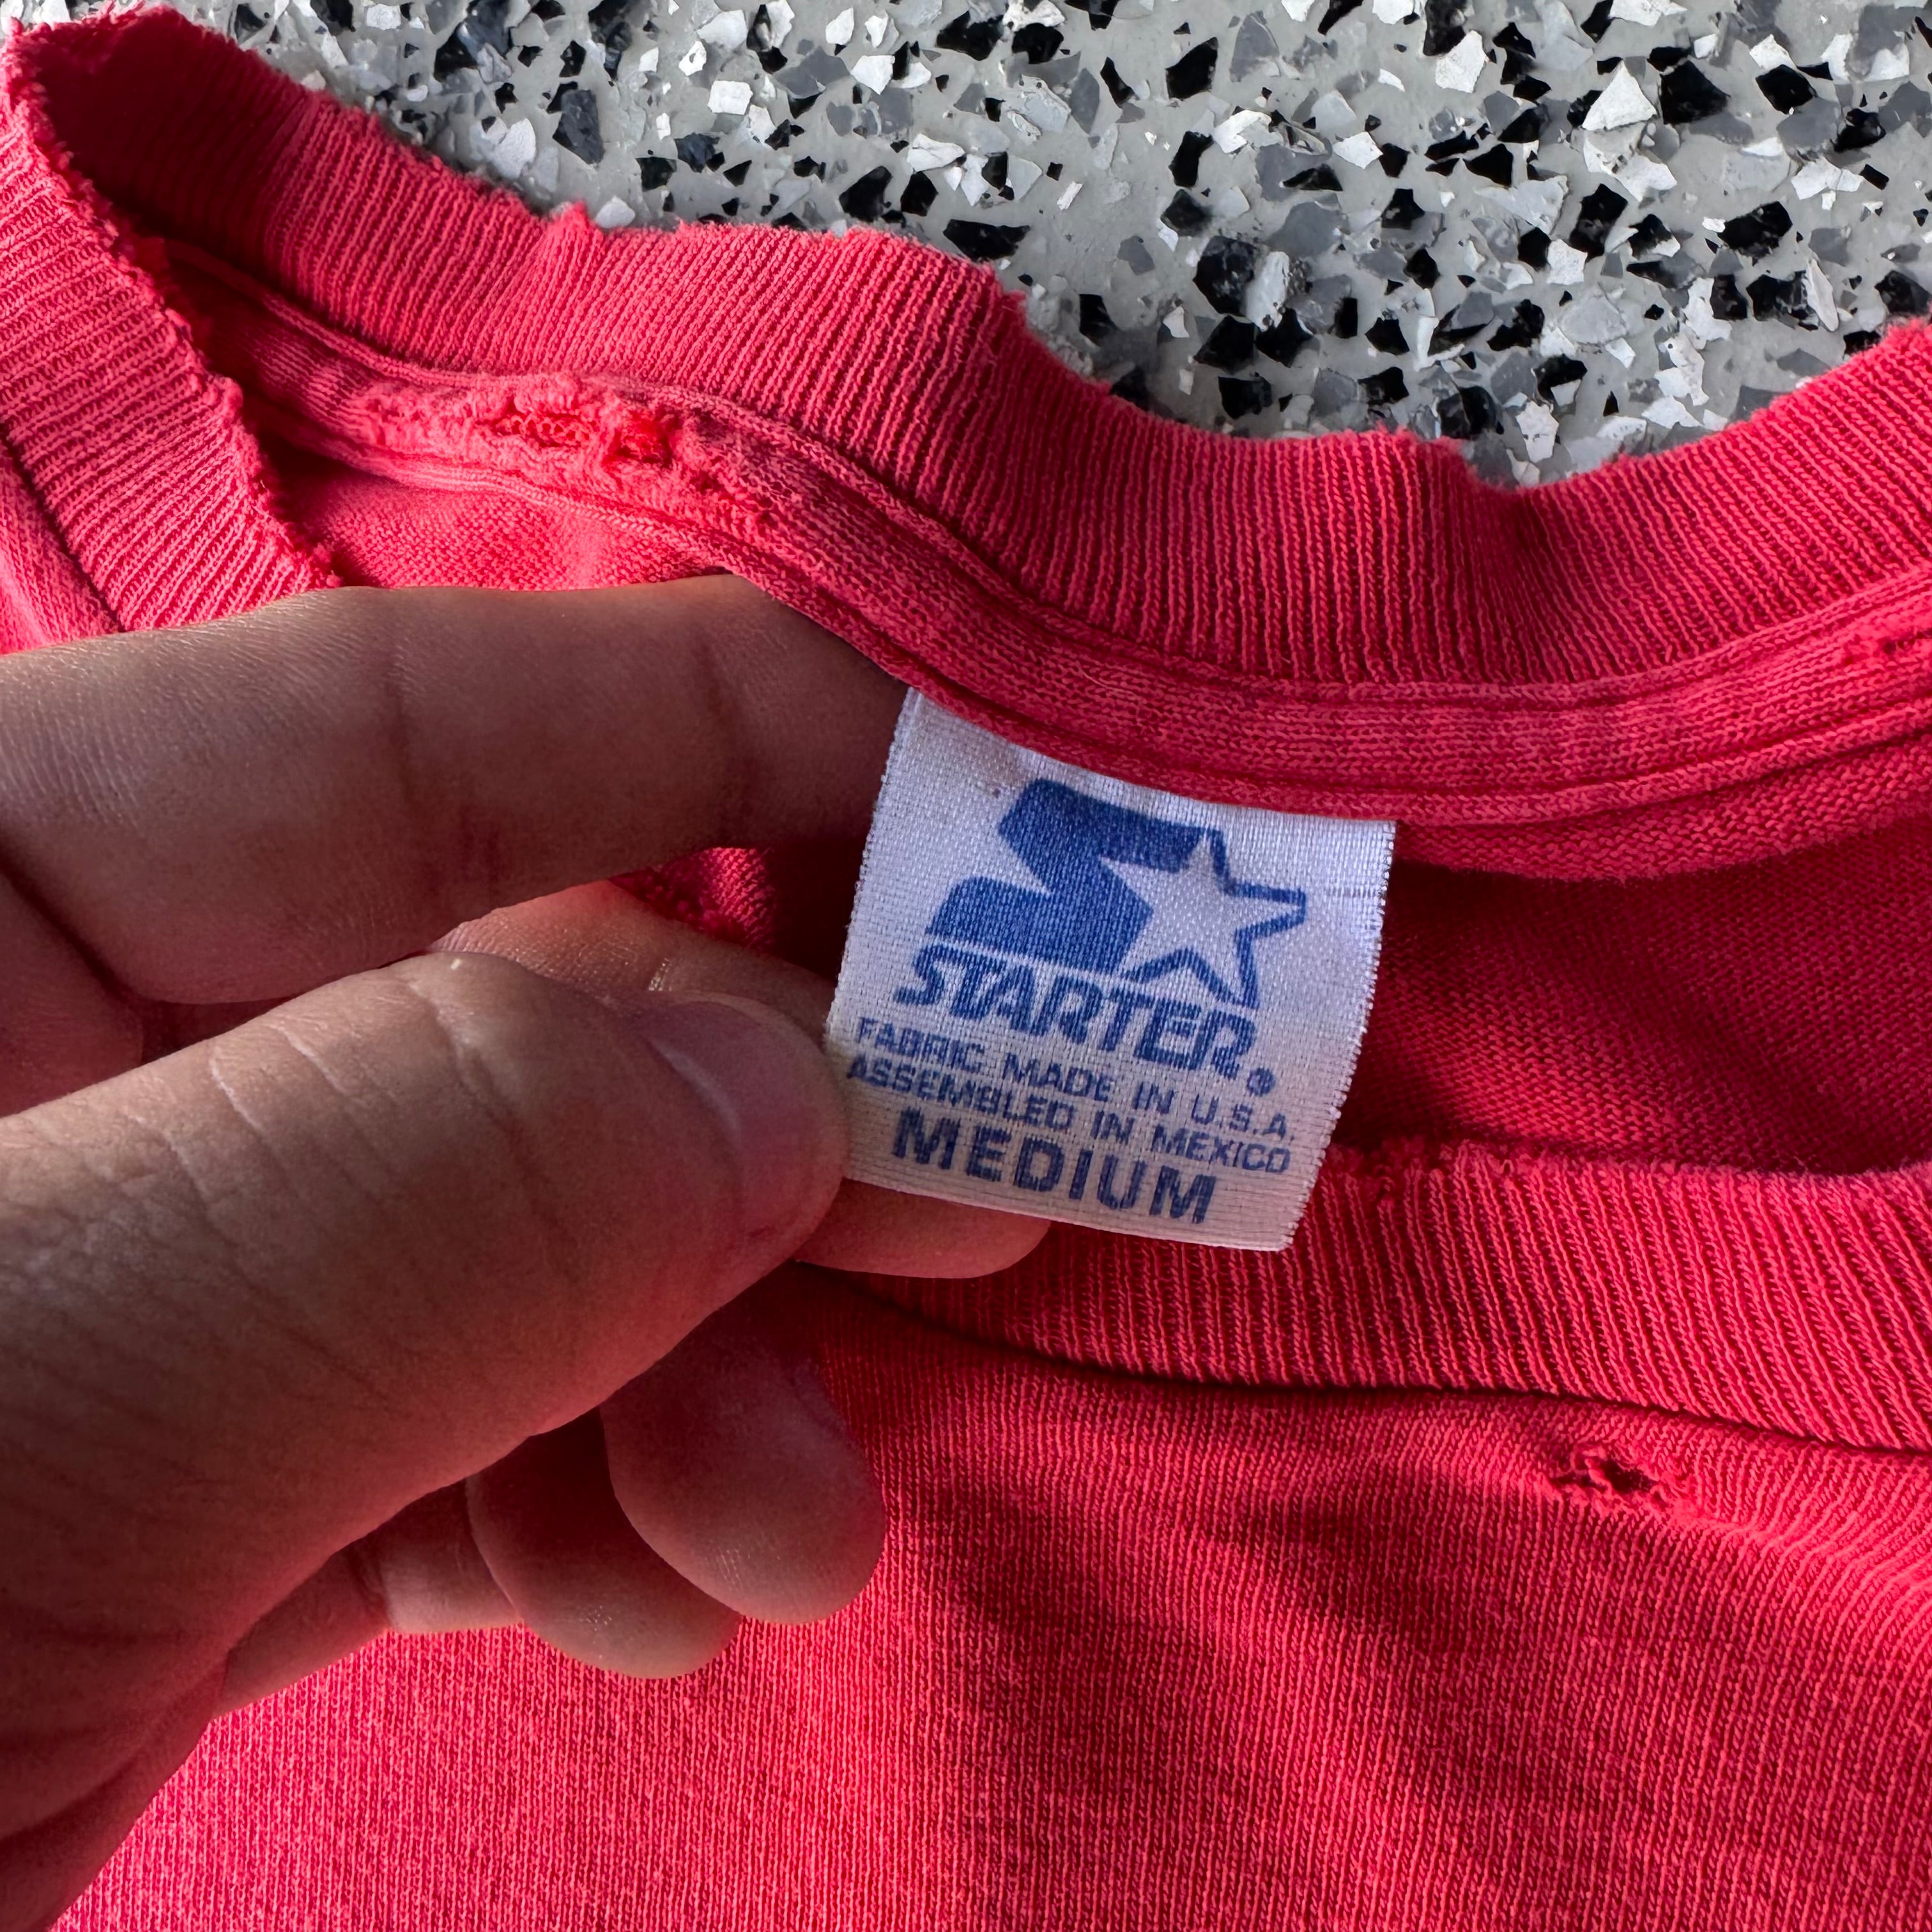 STARTER®
FABRIC MADE IN U.S.A.
ASSEMBLED IN MEXICO
MEDIUM